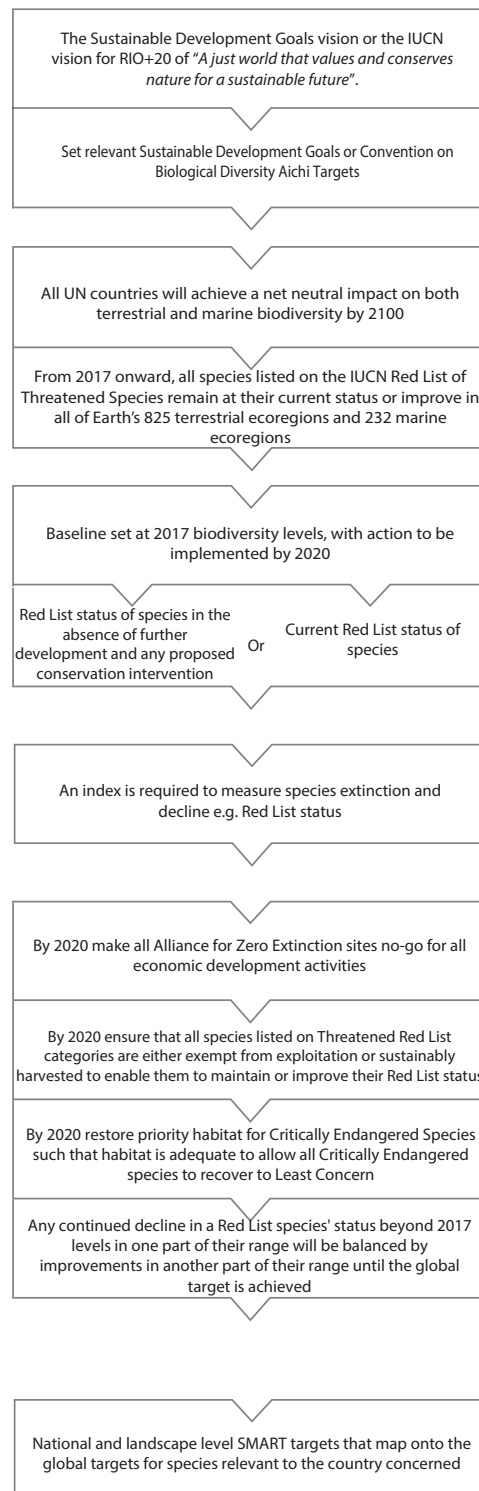 The Sustainable Development Goals vision or the IUCN
vision for RIO+20 of “A just world that values and conserves
nature for a sustainable future”.
Set relevant Sustainable Development Goals or Convention on
Biological Diversity Aichi Targets
All UN countries will achieve a net neutral impact on both
terrestrial and marine biodiversity by 2100
From 2017 onward, all species listed on the IUCN Red List of
Threatened Species remain at their current status or improve in
all of Earth’s 825 terrestrial ecoregions and 232 marine
ecoregions
Baseline set at 2017 biodiversity levels, with action to be
implemented by 2020
Red List status of species in the
absence of further
development and any proposed
conservation intervention
Or
Current Red List status of
species
An index is required to measure species extinction and
decline e.g. Red List status
By 2020 make all Alliance for Zero Extinction sites no-go for all
economic development activities
By 2020 ensure that all species listed on Threatened Red List
categories are either exempt from exploitation or sustainably
harvested to enable them to maintain or improve their Red List status
By 2020 restore priority habitat for Critically Endangered Species
such that habitat is adequate to allow all Critically Endangered
species to recover to Least Concern
Any continued decline in a Red List species' status beyond 2017
levels in one part of their range will be balanced by
improvements in another part of their range until the global
target is achieved
National and landscape level SMART targets that map onto the
global targets for species relevant to the country concerned